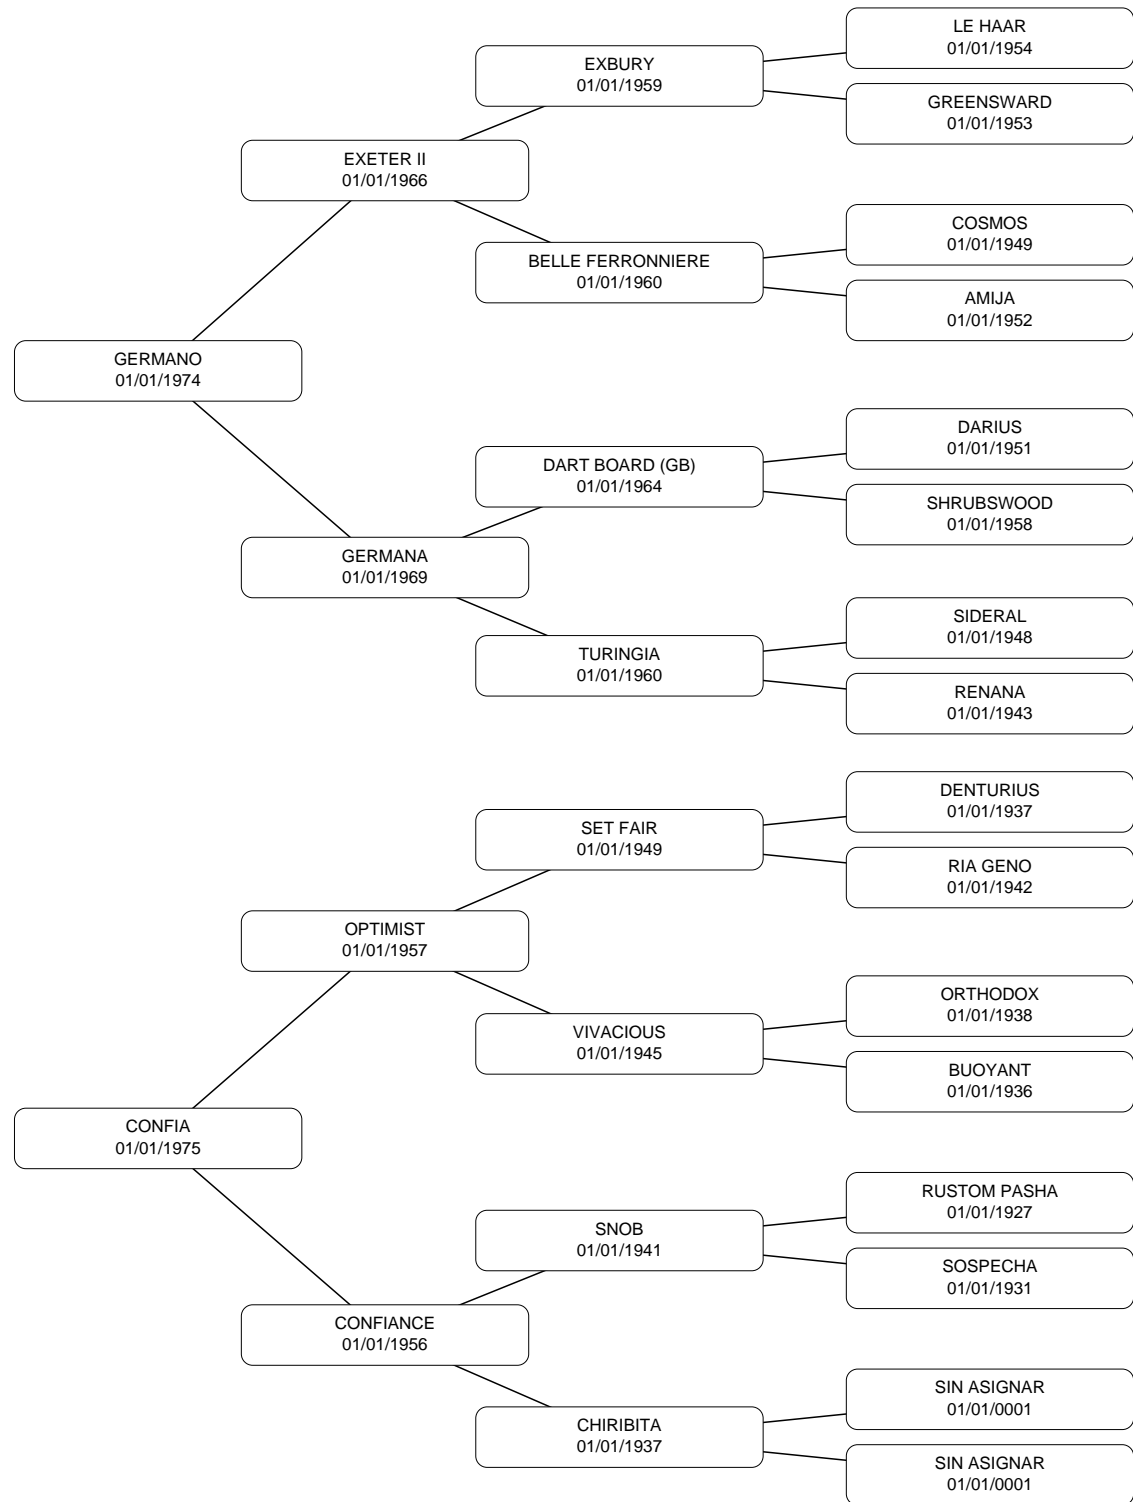 LE HAAR
01/01/1954
EXBURY
01/01/1959
GREENSWARD
01/01/1953
EXETER II
01/01/1966
COSMOS
01/01/1949
BELLE FERRONNIERE
01/01/1960
AMIJA
01/01/1952
GERMANO
01/01/1974
DARIUS
01/01/1951
DART BOARD (GB)
01/01/1964
SHRUBSWOOD
01/01/1958
GERMANA
01/01/1969
SIDERAL
01/01/1948
TURINGIA
01/01/1960
RENANA
01/01/1943
DENTURIUS
01/01/1937
SET FAIR
01/01/1949
RIA GENO
01/01/1942
OPTIMIST
01/01/1957
ORTHODOX
01/01/1938
VIVACIOUS
01/01/1945
BUOYANT
01/01/1936
CONFIA
01/01/1975
RUSTOM PASHA
01/01/1927
SNOB
01/01/1941
SOSPECHA
01/01/1931
CONFIANCE
01/01/1956
SIN ASIGNAR
01/01/0001
CHIRIBITA
01/01/1937
SIN ASIGNAR
01/01/0001